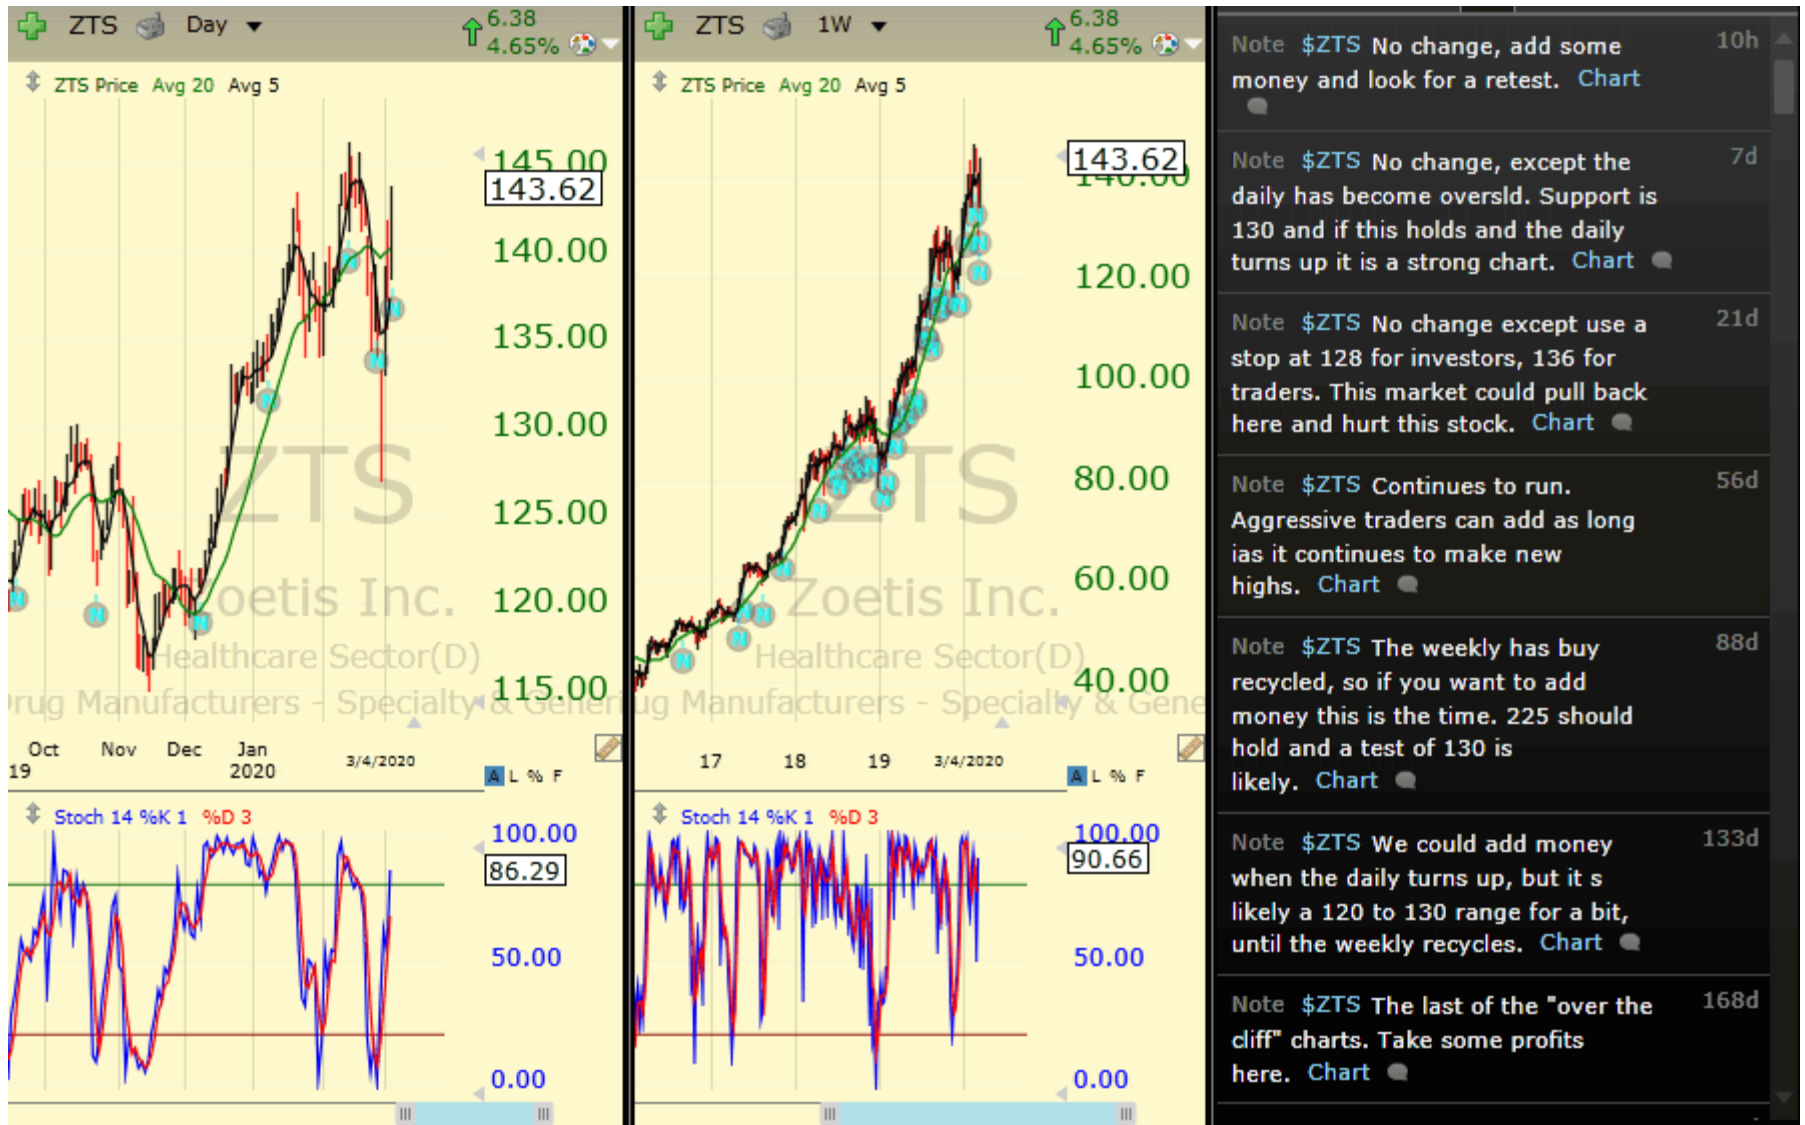 ZTS Day
6.38
4.65%
ZTS Price Avg 20 Avg 5
145.00
143.62
140.00
135.00
130.00
125.00
120.00
115.00
ZTS
Zoetis Inc.
Healthcare Sector(D)
Drug Manufacturers - Specialty & Generi
Oct Nov Dec Jan 3/4/2020
19 2020
A L % F
Stoch 14 %K 1 %D 3
100.00
86.29
50.00
0.00
ZTS 1W
6.38
4.65%
ZTS Price Avg 20 Avg 5
143.62
140.00
120.00
100.00
80.00
60.00
40.00
ZTS
Zoetis Inc.
Healthcare Sector(D)
ug Manufacturers - Specialty & Gene
17 18 19 3/4/2020
A L % F
Stoch 14 %K 1 %D 3
100.00
90.66
50.00
0.00
Note $ZTS No change, add some 10h
money and look for a retest. Chart
Note $ZTS No change, except the 7d
daily has become oversld. Support is
130 and if this holds and the daily
turns up it is a strong chart. Chart
Note $ZTS No change except use a 21d
stop at 128 for investors, 136 for
traders. This market could pull back
here and hurt this stock. Chart
Note $ZTS Continues to run. 56d
Aggressive traders can add as long
ias it continues to make new
highs. Chart
Note $ZTS The weekly has buy 88d
recycled, so if you want to add
money this is the time. 225 should
hold and a test of 130 is
likely. Chart
Note $ZTS We could add money 133d
when the daily turns up, but it s
likely a 120 to 130 range for a bit,
until the weekly recycles. Chart
Note $ZTS The last of the "over the 168d
cliff" charts. Take some profits
here. Chart